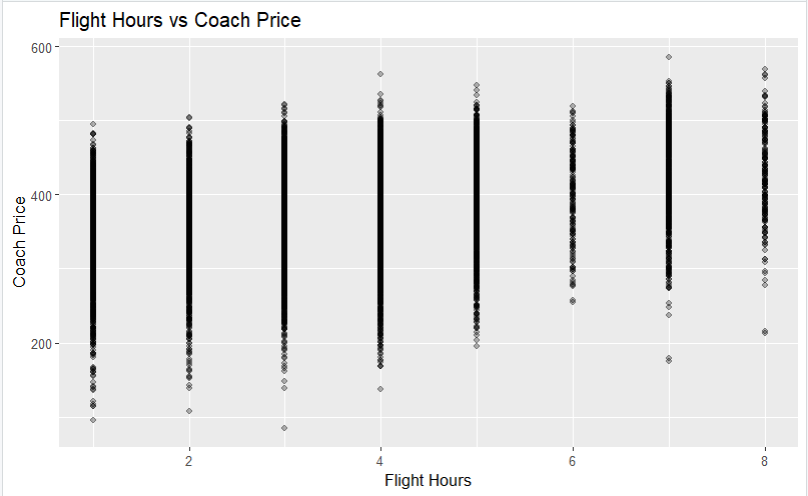 Flight Hours vs Coach Price
600
400
200
Coach Price
2 4 6 8
Flight Hours